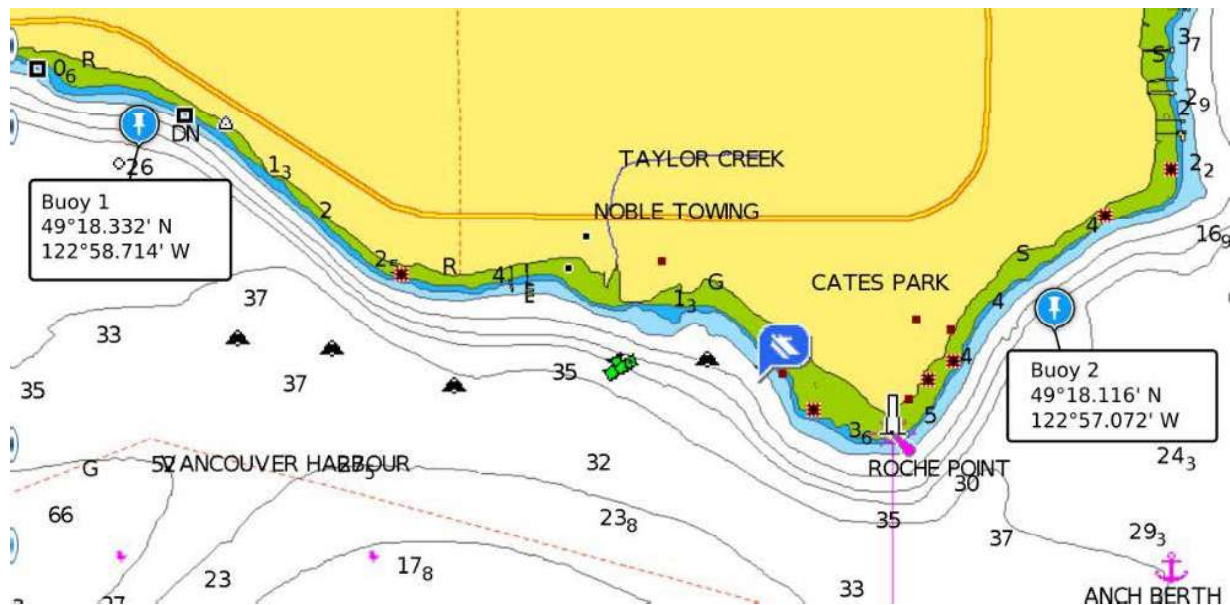 R
0₆
3₇
S
DN
2₉
2
26
1₃
TAYLOR CREEK
2₂
Buoy 1
49°18.332' N
122°58.714' W
2
NOBLE TOWING
4
16₉
S
R
4
E
G
CATES PARK
37
1₃
4
33
35
37
35
4
Buoy 2
49°18.116' N
122°57.072' W
5
3₆
G
VANCOUVER HARBOUR
32
ROCHE POINT
24₃
30
66
23₈
35
37
29₃
23
17₈
33
ANCH BERTH